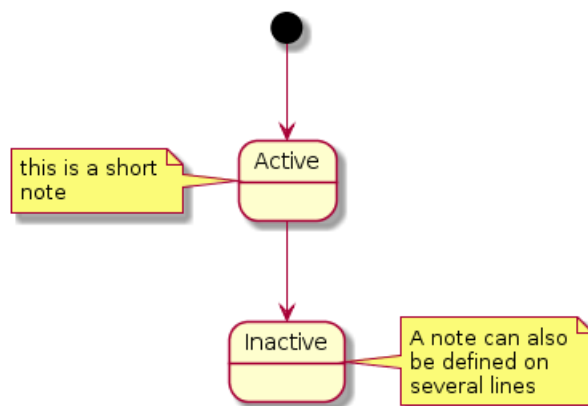 Active
this is a short
note
Inactive
A note can also
be defined on
several lines